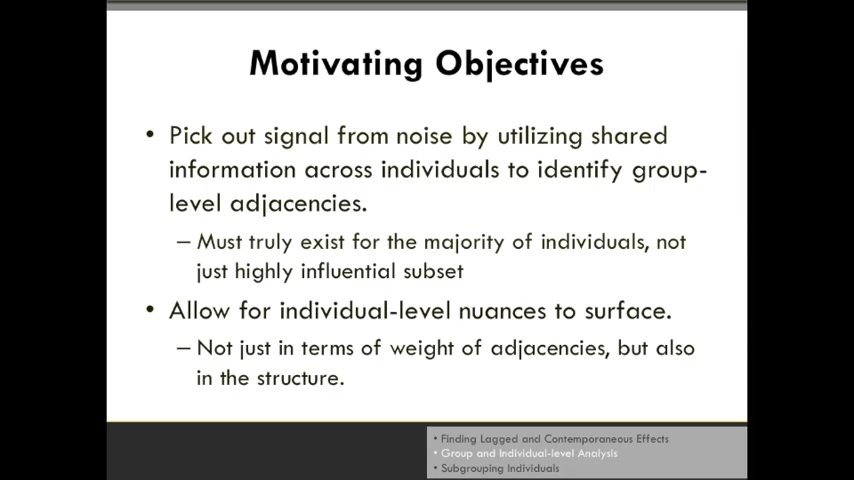 Motivating Objectives
• Pick out signal from noise by utilizing shared
information across individuals to identify group-
level adjacencies.
– Must truly exist for the majority of individuals, not
just highly influential subset
• Allow for individual-level nuances to surface.
– Not just in terms of weight of adjacencies, but also
in the structure.
• Finding Lagged and Contemporaneous Effects
• Group and Individual-level Analysis
• Subgrouping Individuals